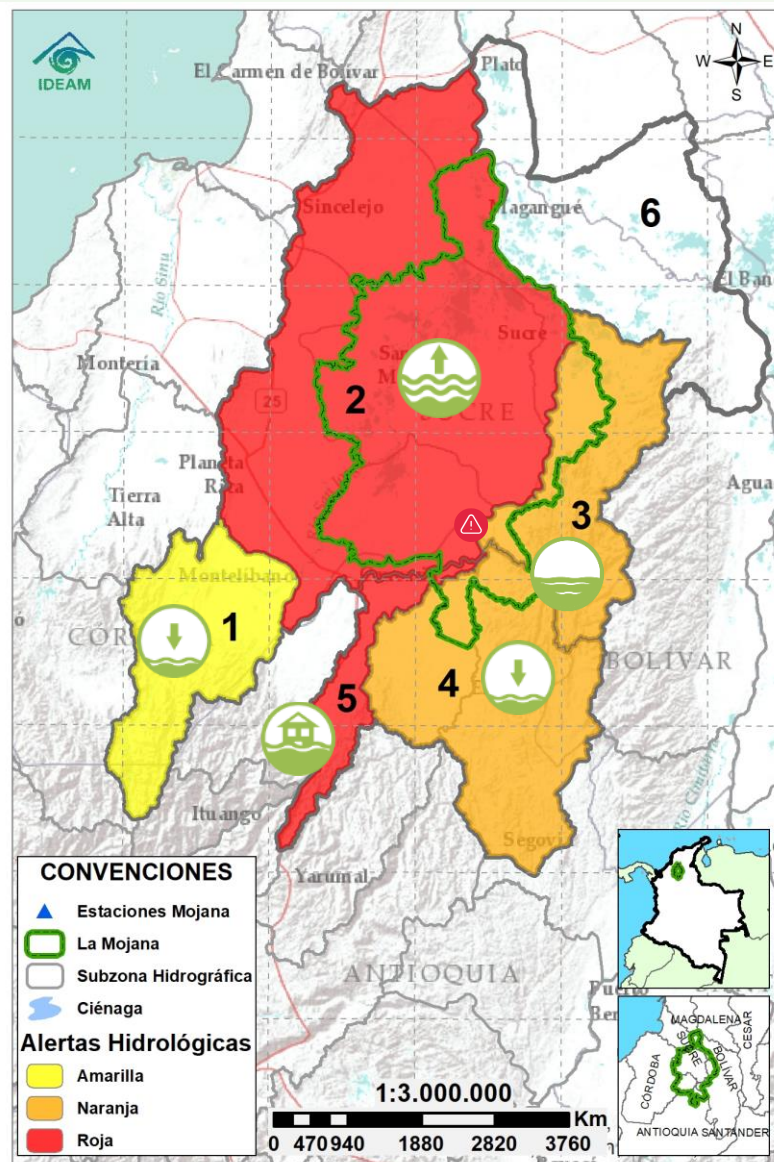 IDEAM
N
W E
S
El Carmen de Bolívar
Plato
Sincelejo
Magangué
6
El Ban
Río Sinú
Montería
Sucre
San
2
SUCRE
25
Planeta
Rica
Tierra
Alta
Agua
3
Montelíbano
CÓR
1
BOLÍVAR
4
5
Ituango
Segovi
Yarumal
ANTIOQUIA
CONVENCIONES
Estaciones Mojana
La Mojana
Subzona Hidrográfica
Ciénaga
Alertas Hidrológicas
Amarilla
Naranja
Roja
1:3.000.000
Km
0 470 940 1880 2820 3760
MAGDALENA
CESAR
SUCRE
BOLÍVAR
CÓRDOBA
ANTIOQUIA SANTANDER